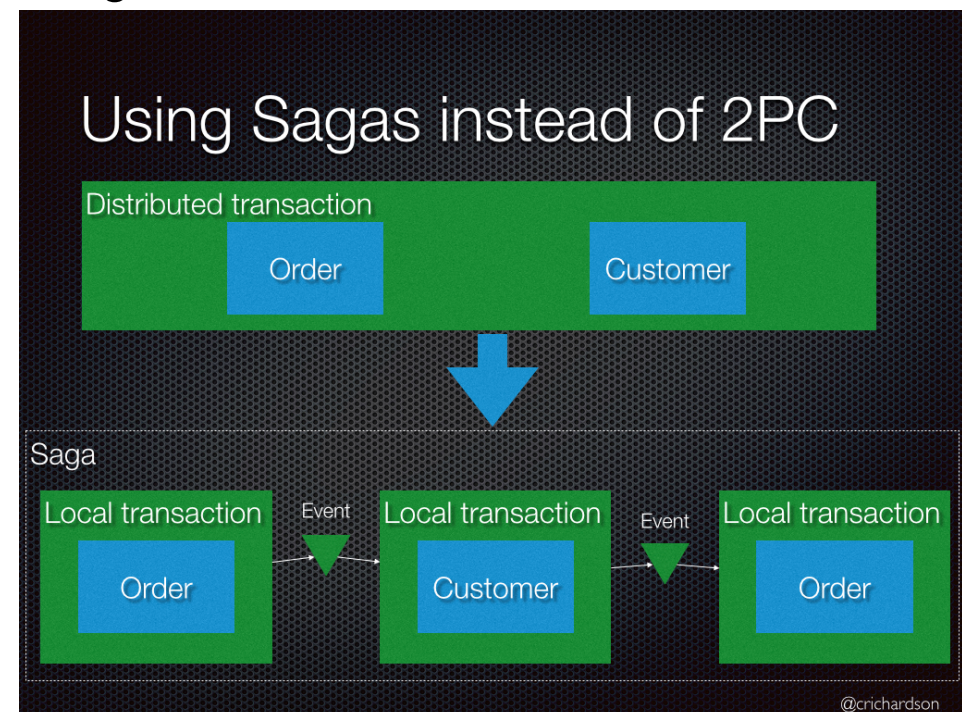 Using Sagas instead of 2PC
Distributed transaction
Order
Customer
Saga
Local transaction
Order
Event
Local transaction
Customer
Event
Local transaction
Order
@crichardson